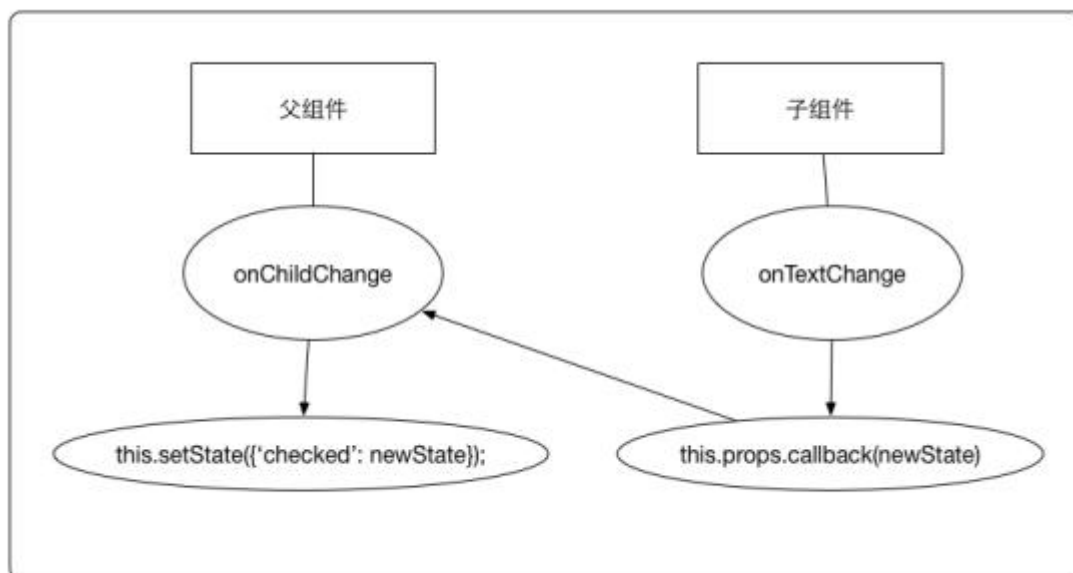 父组件
子组件
onChildChange
onTextChange
this.setState({‘checked’: newState});
this.props.callback(newState)